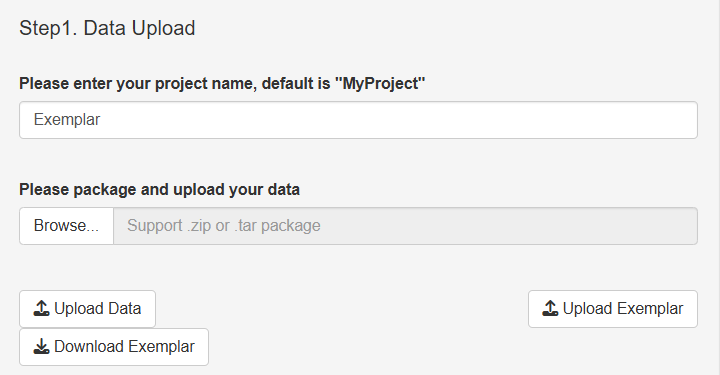 Step1. Data Upload
Please enter your project name, default is "MyProject"
Exemplar
Please package and upload your data
Browse... Support .zip or .tar package
Upload Data Upload Exemplar
Download Exemplar